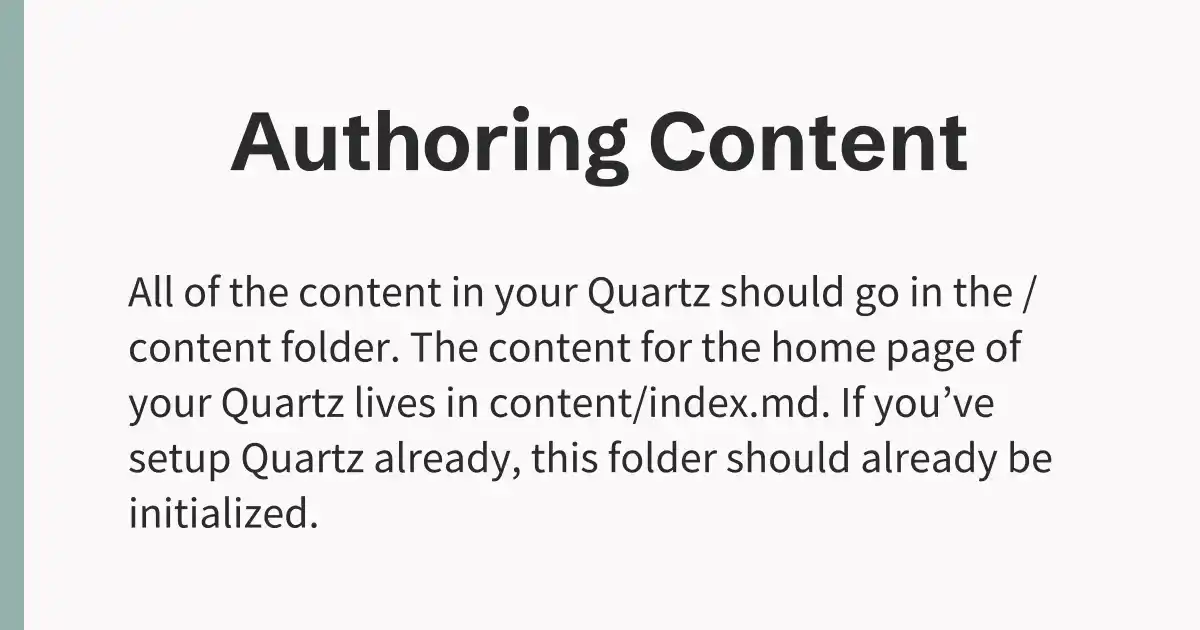 Authoring Content
All of the content in your Quartz should go in the /
content folder. The content for the home page of
your Quartz lives in content/index.md. If you’ve
setup Quartz already, this folder should already be
initialized.